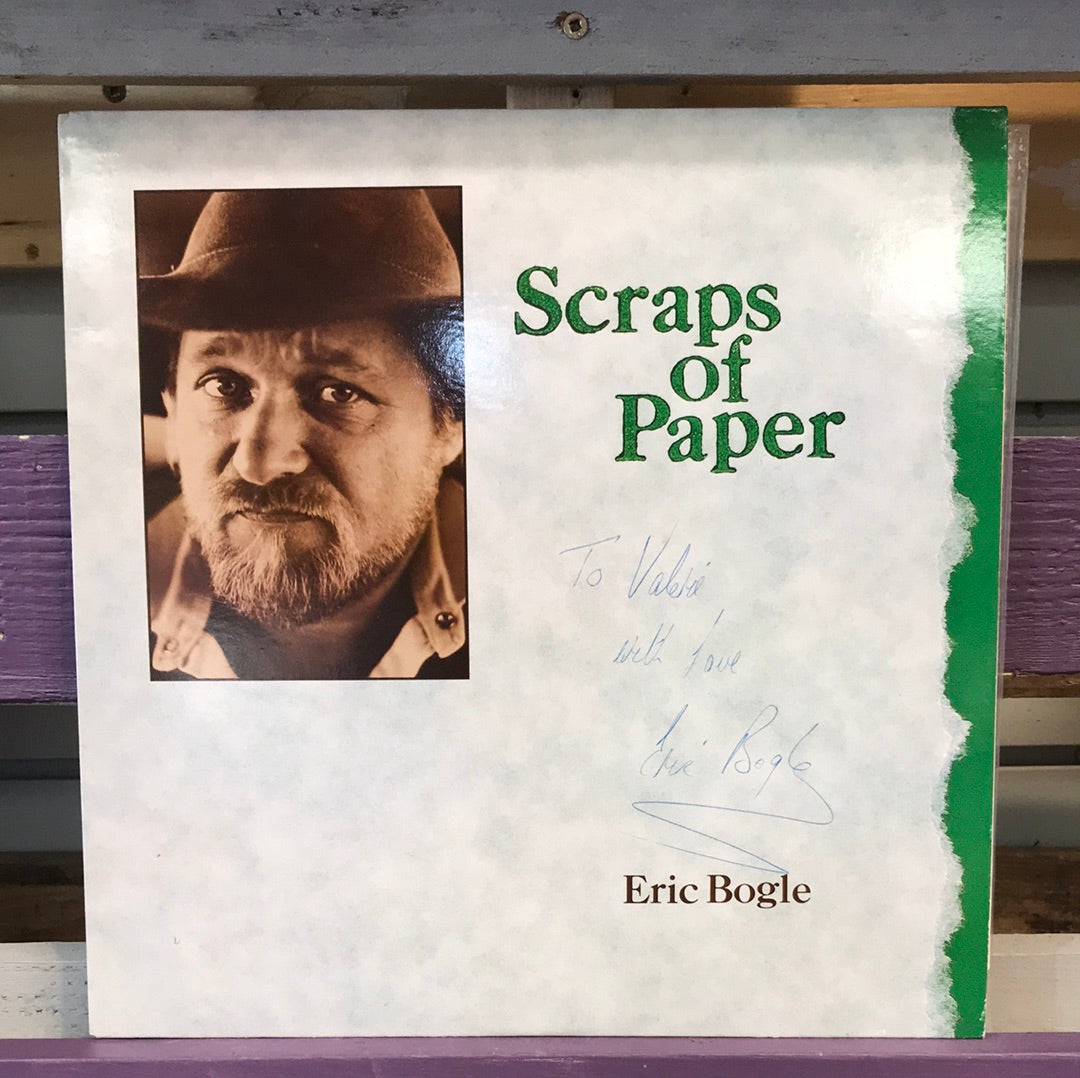 Scraps
of
Paper
To Valerie
with love
Eric Bogle
Eric Bogle